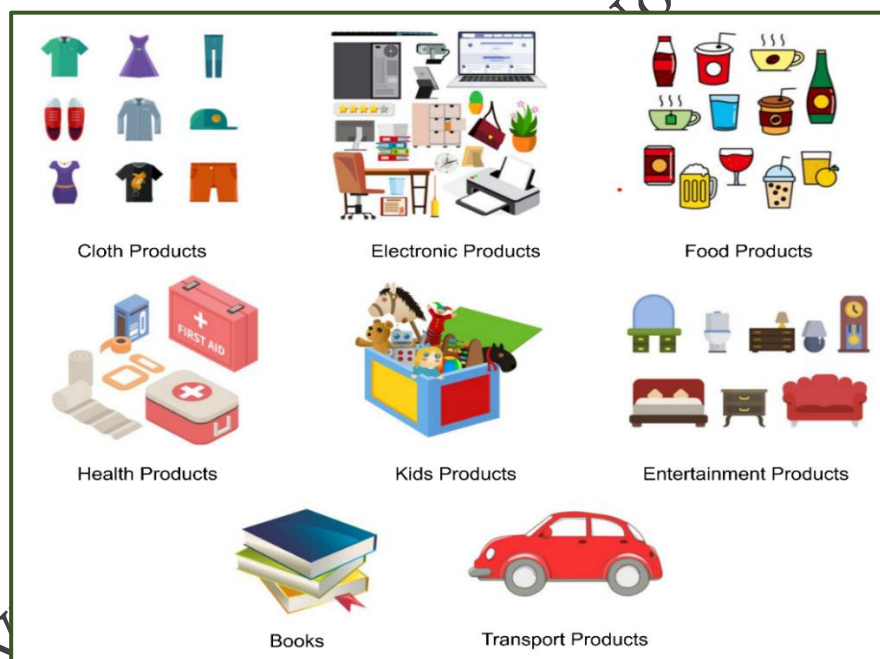 Cloth Products
Electronic Products
Food Products
FIRST AID
Health Products
Kids Products
Entertainment Products
Books
Transport Products